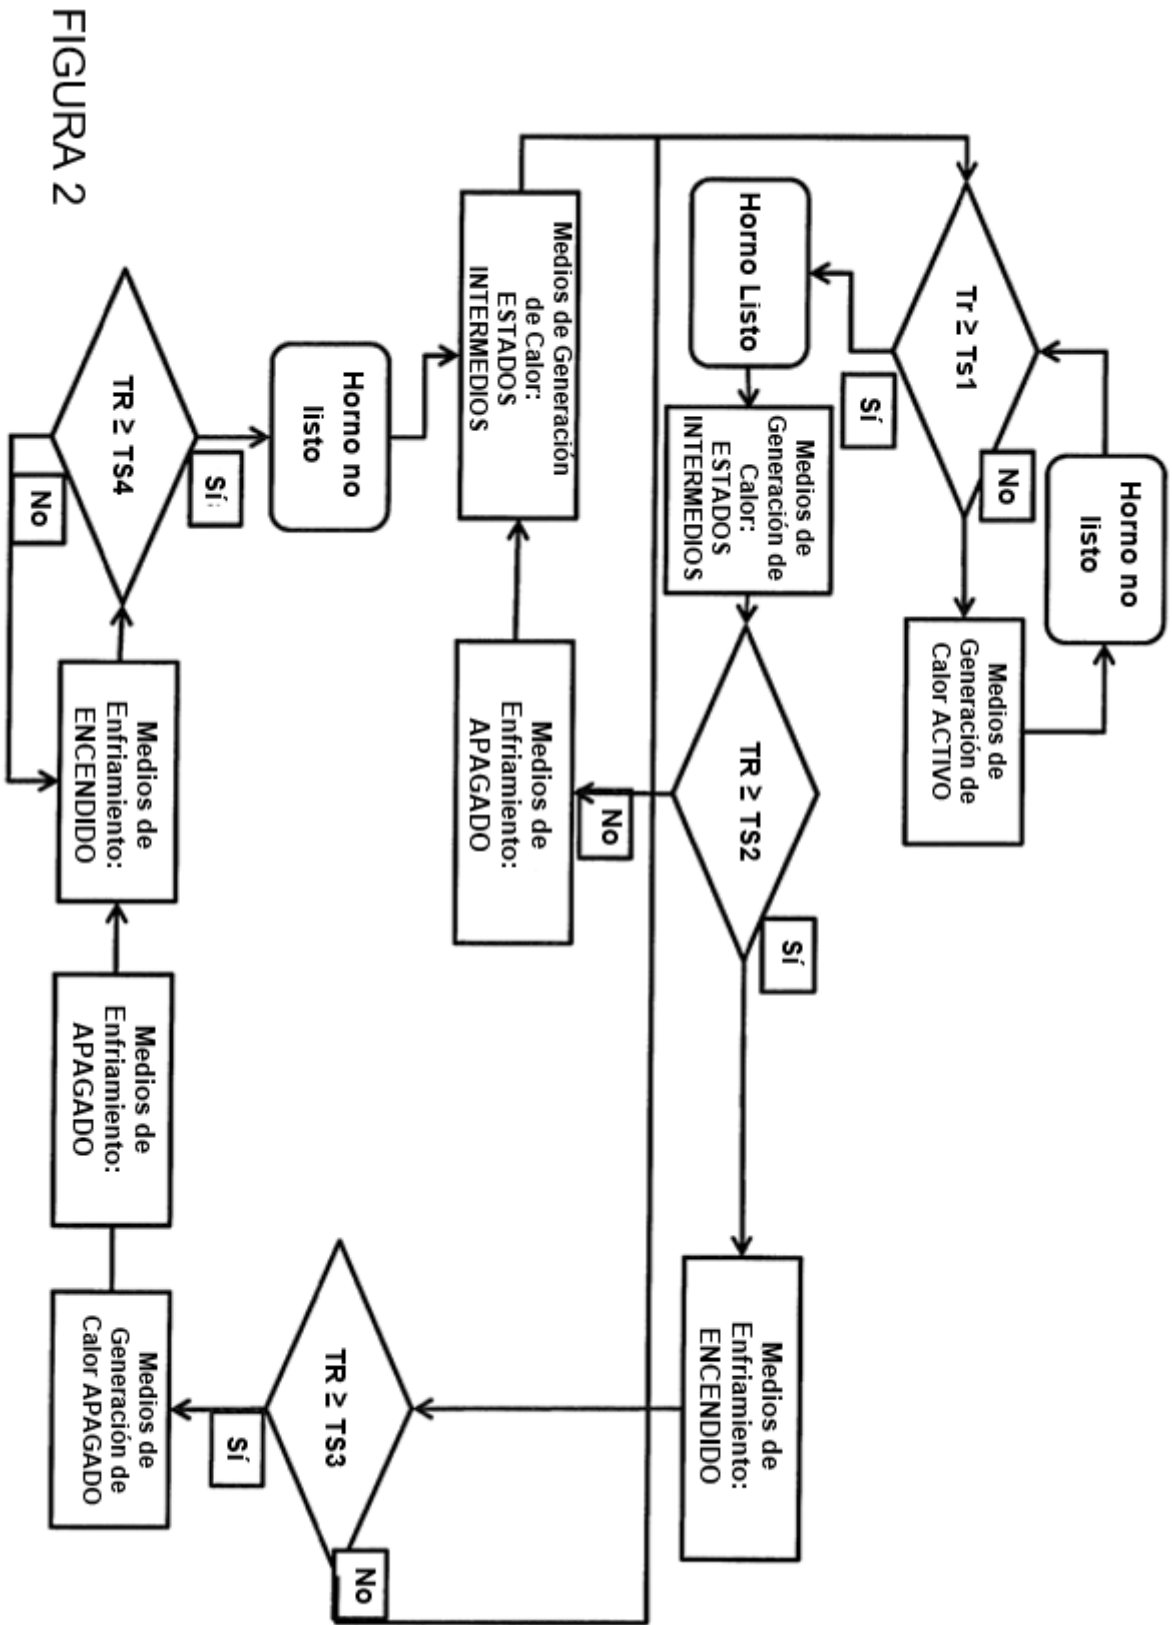 Horno no
listo
Tr ≥ Ts1
No
Medios de
Generación de
Calor ACTIVO
Sí
Horno Listo
Medios de
Generación de
Calor:
ESTADOS
INTERMEDIOS
TR ≥ TS2
Sí
Medios de
Enfriamiento:
ENCENDIDO
No
Medios de Generación
de Calor:
ESTADOS
INTERMEDIOS
Medios de
Enfriamiento:
APAGADO
Horno no
listo
TR ≥ TS3
No
Sí
Sí
TR ≥ TS4
No
Medios de
Enfriamiento:
ENCENDIDO
Medios de
Enfriamiento:
APAGADO
Medios de
Generación de
Calor APAGADO
FIGURA 2